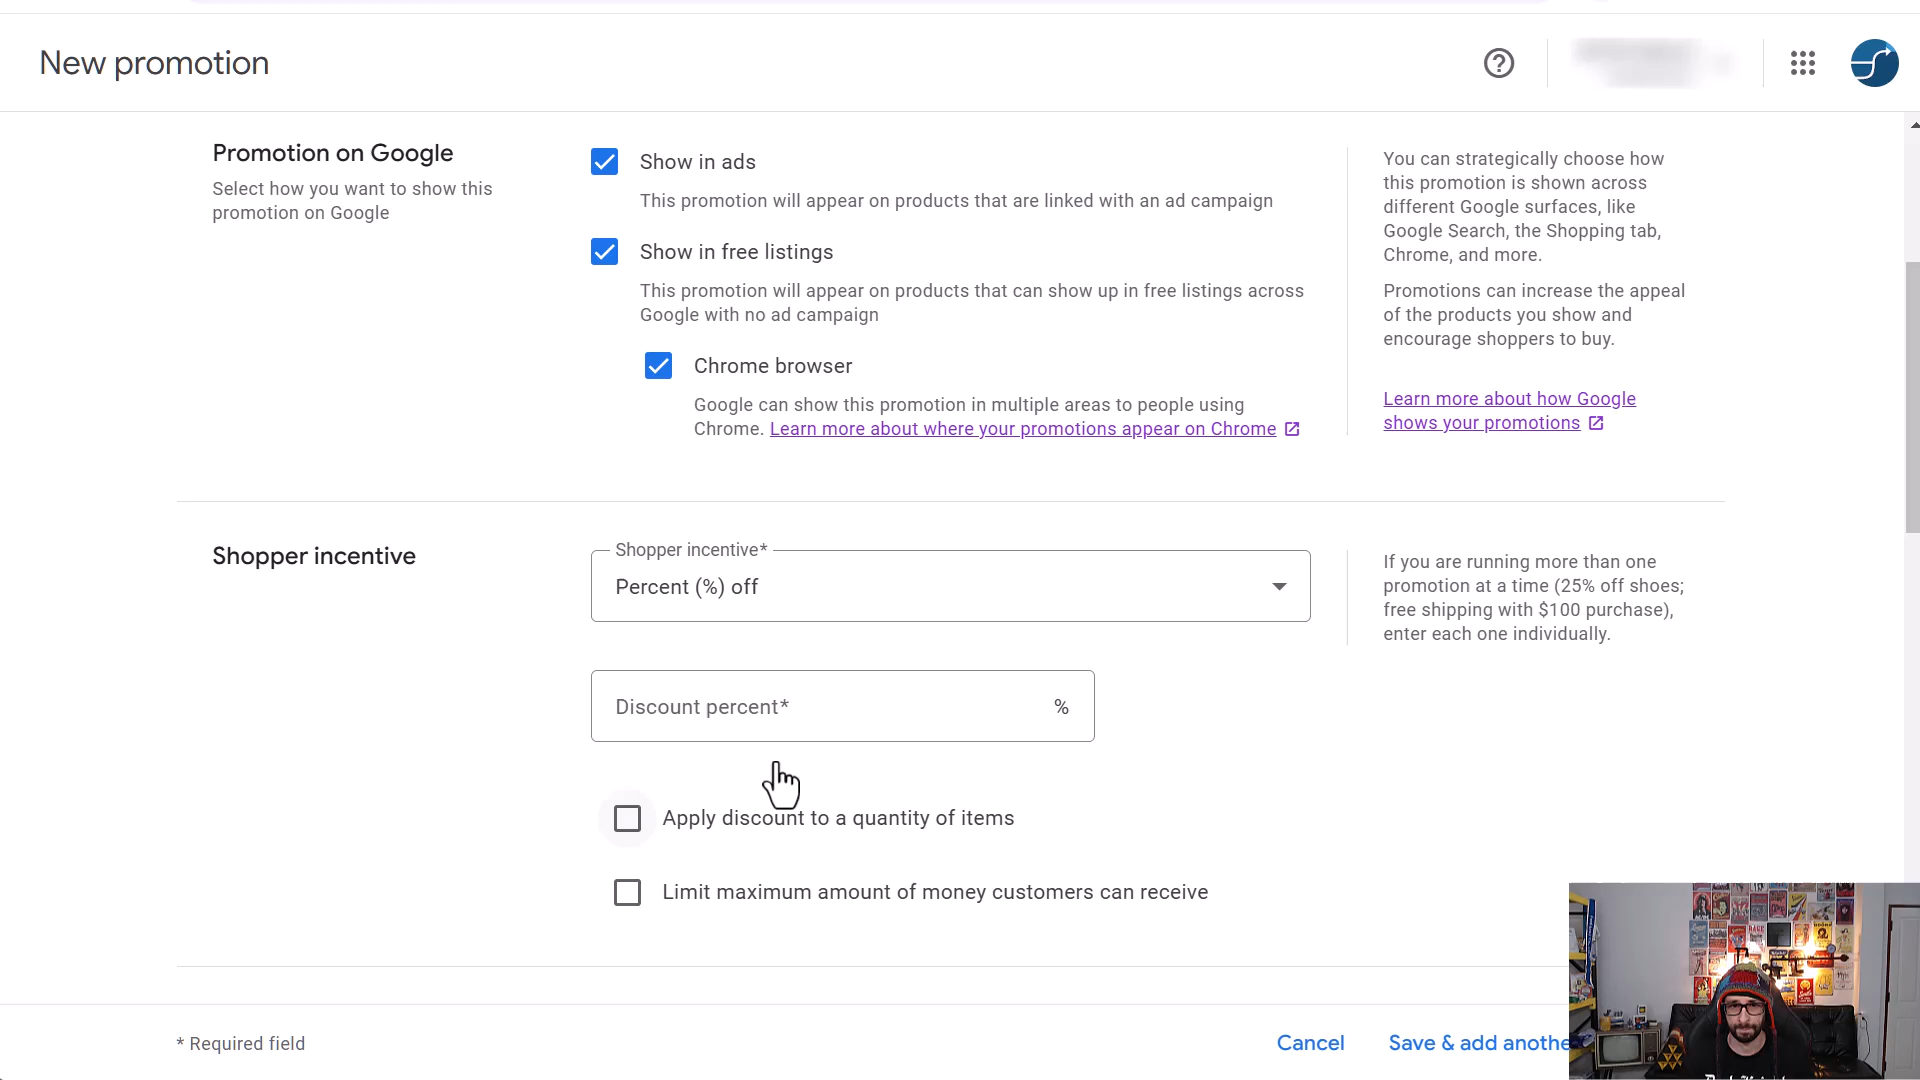 New promotion
Promotion on Google
Select how you want to show this
promotion on Google
Show in ads
This promotion will appear on products that are linked with an ad campaign
Show in free listings
This promotion will appear on products that can show up in free listings across
Google with no ad campaign
Chrome browser
Google can show this promotion in multiple areas to people using
Chrome. Learn more about where your promotions appear on Chrome
You can strategically choose how
this promotion is shown across
different Google surfaces, like
Google Search, the Shopping tab,
Chrome, and more.
Promotions can increase the appeal
of the products you show and
encourage shoppers to buy.
Learn more about how Google
shows your promotions
Shopper incentive
Shopper incentive*
Percent (%) off
Discount percent*
%
Apply discount to a quantity of items
Limit maximum amount of money customers can receive
If you are running more than one
promotion at a time (25% off shoes;
free shipping with $100 purchase),
enter each one individually.
* Required field
Cancel
Save & add anothe